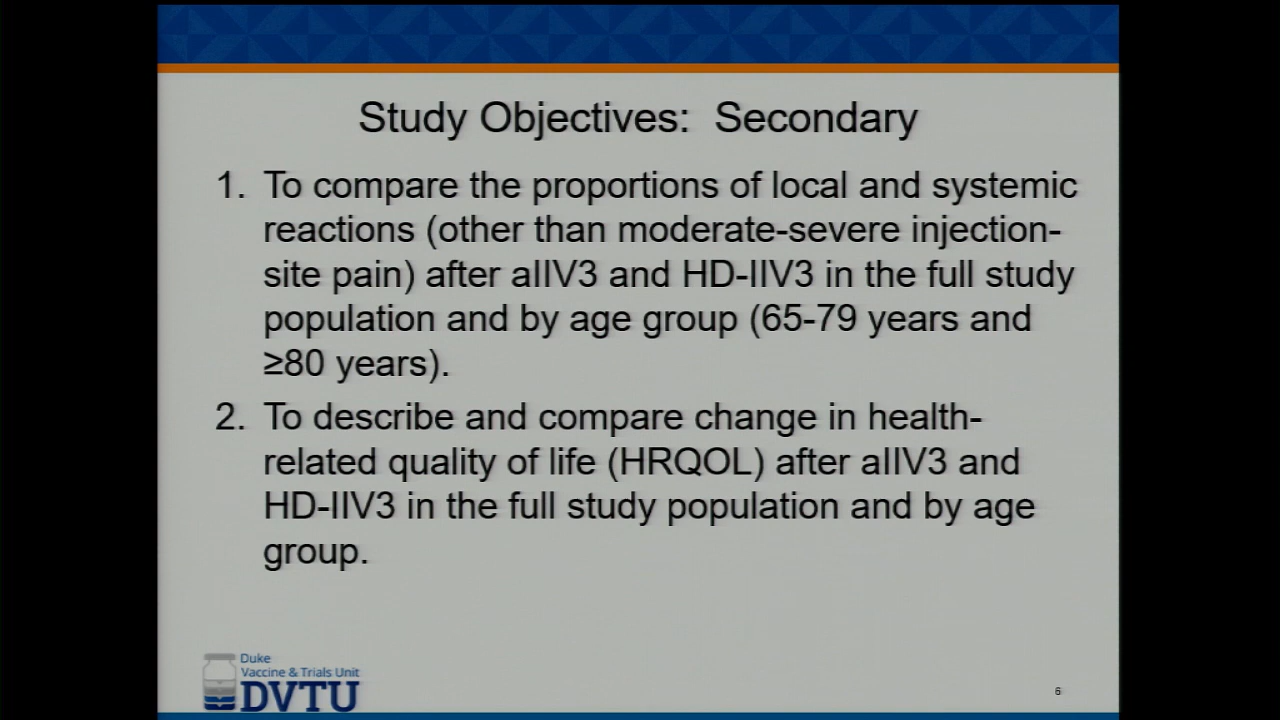 Study Objectives:  Secondary
1. To compare the proportions of local and systemic
reactions (other than moderate-severe injection-
site pain) after aIIV3 and HD-IIV3 in the full study
population and by age group (65-79 years and
≥80 years).
2. To describe and compare change in health-
related quality of life (HRQOL) after aIIV3 and
HD-IIV3 in the full study population and by age
group.
Duke
Vaccine & Trials Unit
DVTU
6